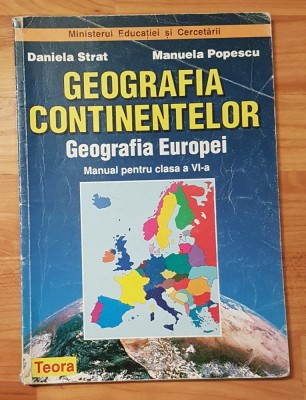 Ministerul Educației și Cercetării
Daniela Strat Manuela Popescu
GEOGRAFIA
CONTINENTELOR
Geografia Europei
Manual pentru clasa a VI-a
Teora